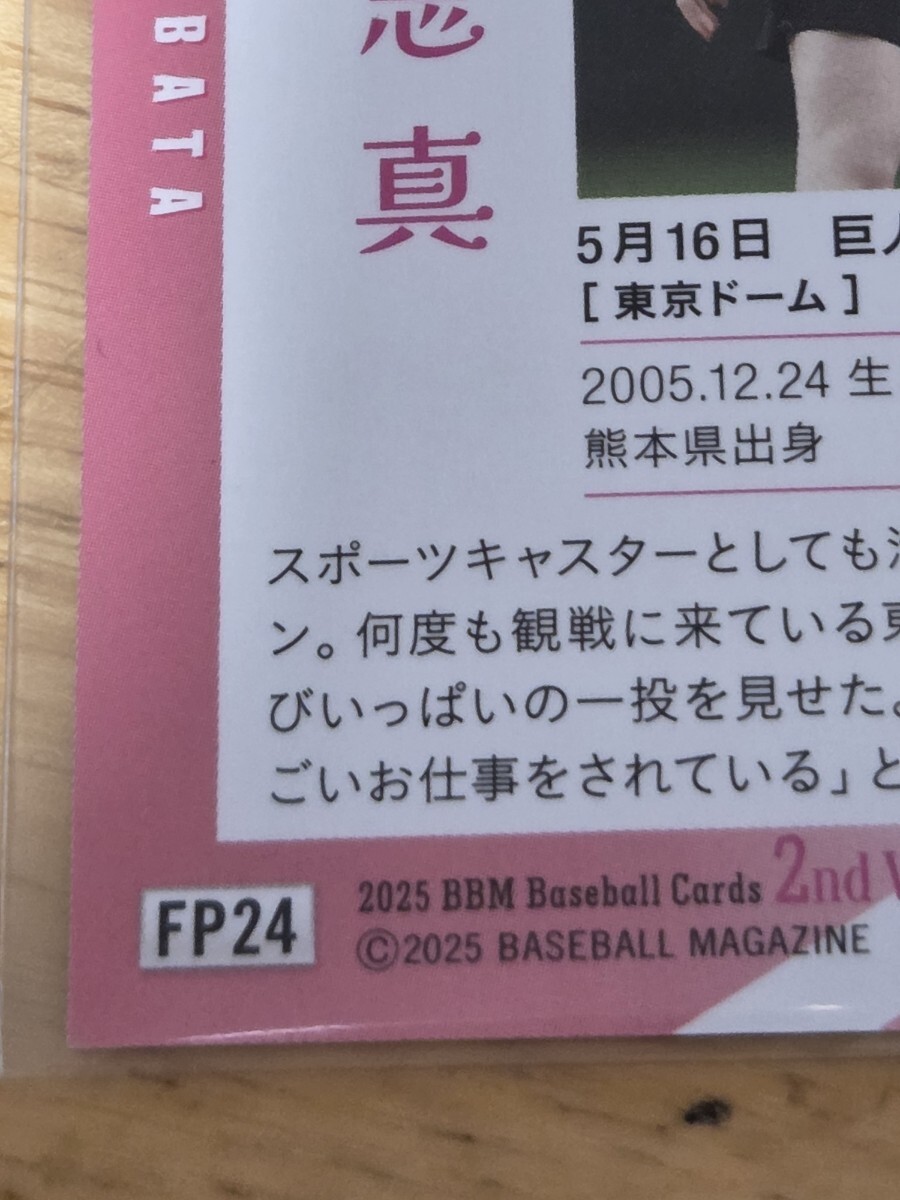 BATA
真
5月16日 巨
[東京ドーム]
2005.12.24 生
熊本県出身
スポーツキャスターとしても
ン。何度も観戦に来ている
びいっぱいの一投を見せた。
ごいお仕事をされている」と
FP24
2025 BBM Baseball Cards 2nd
©2025 BASEBALL MAGAZINE